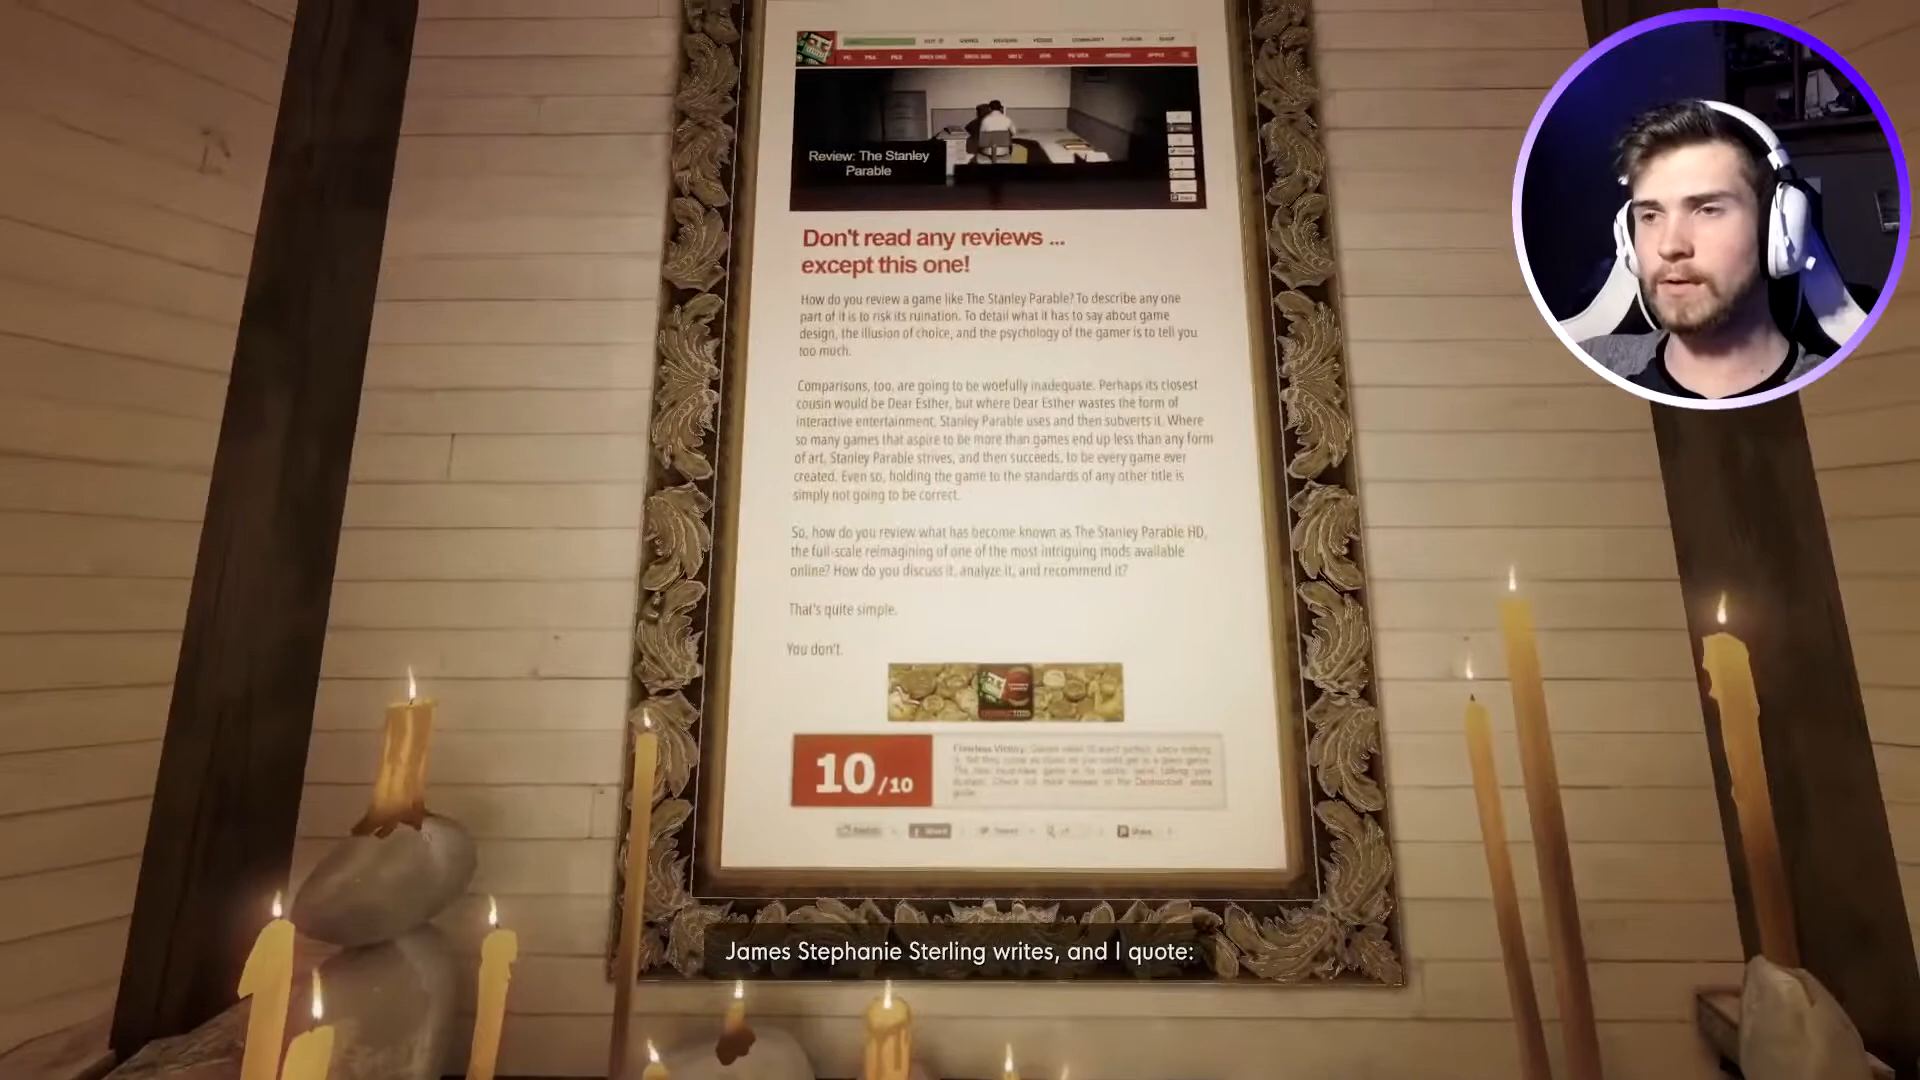 Review: The Stanley
Parable
Don't read any reviews ...
except this one!
How do you review a game like The Stanley Parable? To describe any one
part of it is to risk its ruination. To detail what it has to say about game
design, the illusion of choice, and the psychology of the gamer is to tell you
too much.
Comparisons, too, are going to be woefully inadequate. Perhaps its closest
cousin would be Dear Esther, but where Dear Esther wastes the form of
interactive entertainment, Stanley Parable uses and then subverts it. Where
so many games that aspire to be more than games end up less than any form
of art, Stanley Parable strives, and then succeeds, to be every game ever
created. Even so, holding the game to the standards of any other title is
simply not going to be correct.
So, how do you review what has become known as The Stanley Parable HD,
the full-scale reimagining of one of the most intriguing mods available
online? How do you discuss it, analyze it, and recommend it?
That's quite simple.
You don't.
10/10
James Stephanie Sterling writes, and I quote: